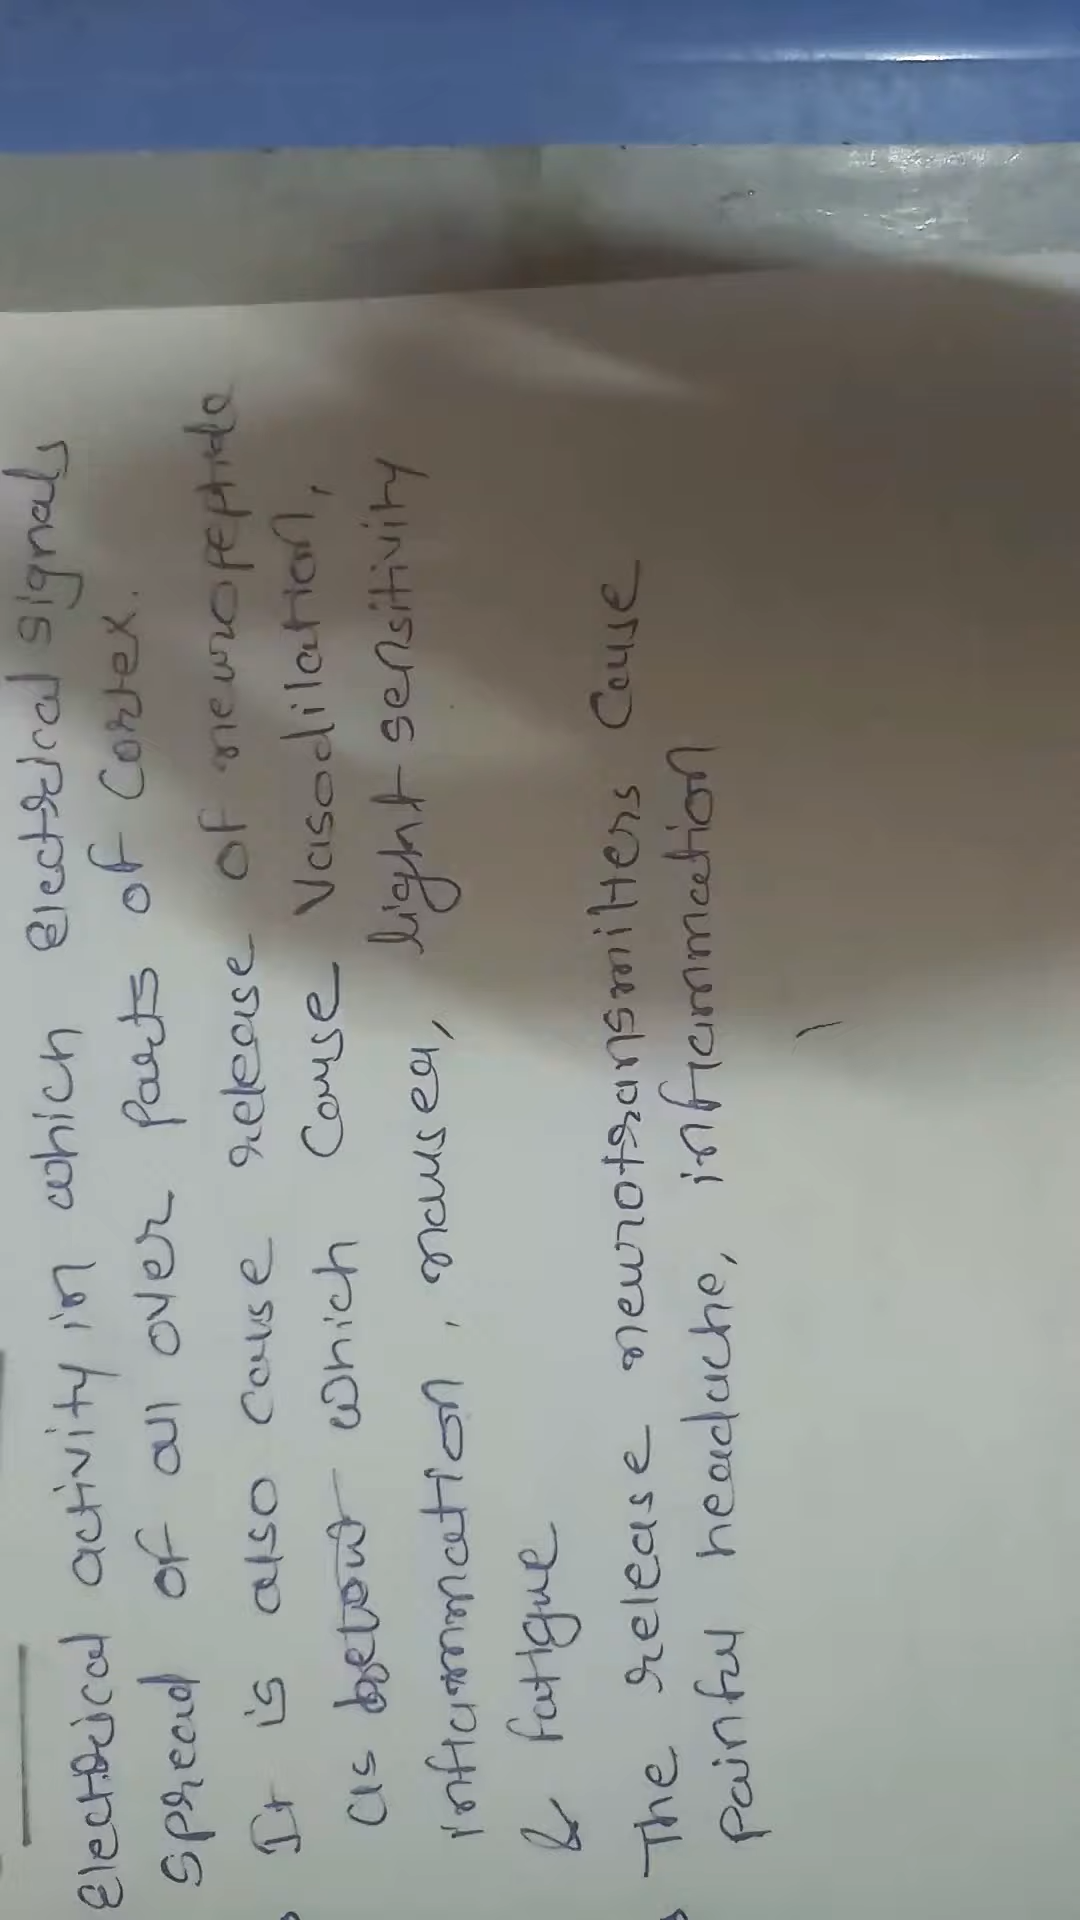 Electrical activity in which electrical signals
spread of all over parts of cortex.
It is also cause release of neuropeptide
as below which cause vasodilation,
inflammation, nausea, light sensitivity
& fatigue
The release neurotransmitters cause
painful headache, inflammation